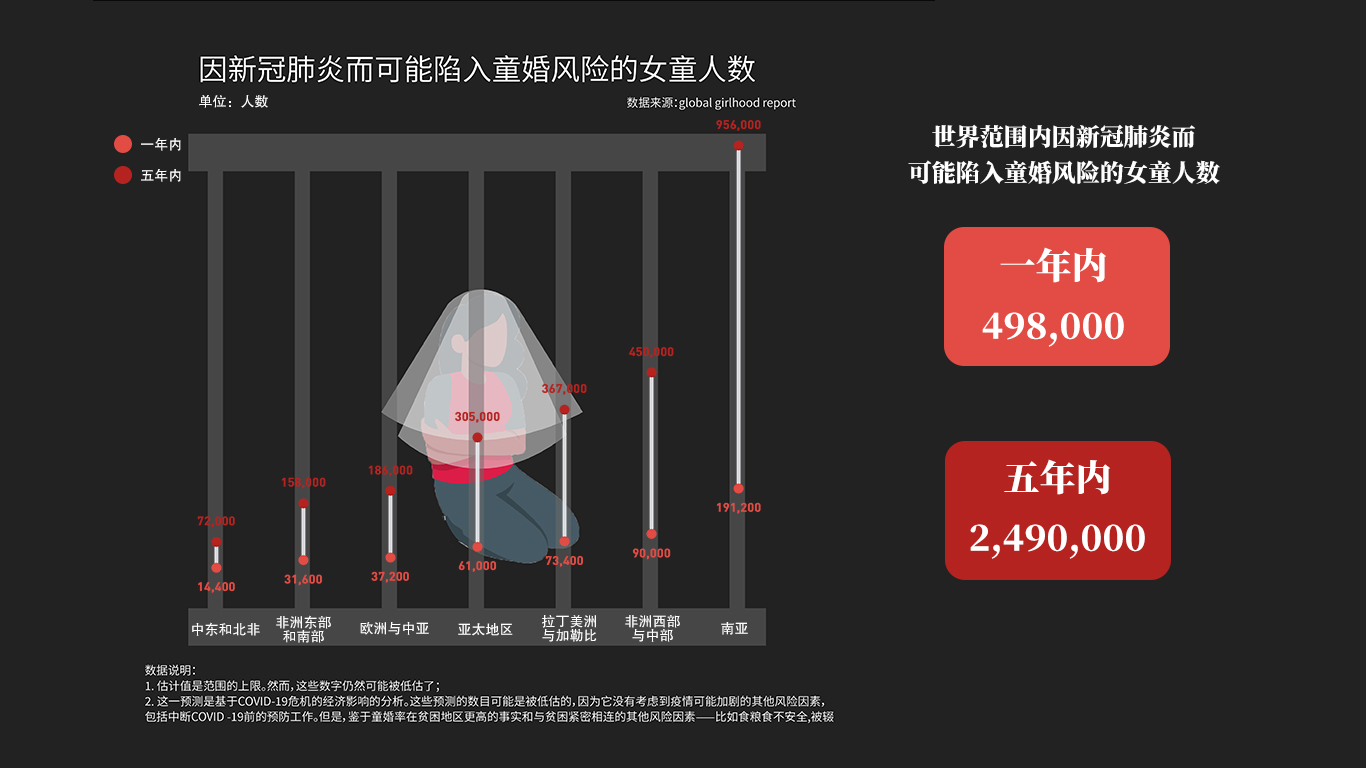 因新冠肺炎而可能陷入童婚风险的女童人数
单位：人数
数据来源:global girlhood report
一年内
五年内
956,000
450,000
367,000
305,000
186,000
158,000
72,000
191,200
90,000
73,400
61,000
37,200
31,600
14,400
中东和北非
非洲东部
和南部
欧洲与中亚
亚太地区
拉丁美洲
与加勒比
非洲西部
与中部
南亚
数据说明：
1. 估计值是范围的上限。然而，这些数字仍然可能被低估了；
2. 这一预测是基于COVID-19危机的经济影响的分析。这些预测的数目可能是被低估的，因为它没有考虑到疫情可能加剧的其他风险因素，
包括中断COVID -19前的预防工作。但是，鉴于童婚率在贫困地区更高的事实和与贫困紧密相连的其他风险因素——比如食粮食不安全,被辍
世界范围内因新冠肺炎而
可能陷入童婚风险的女童人数
一年内
498,000
五年内
2,490,000